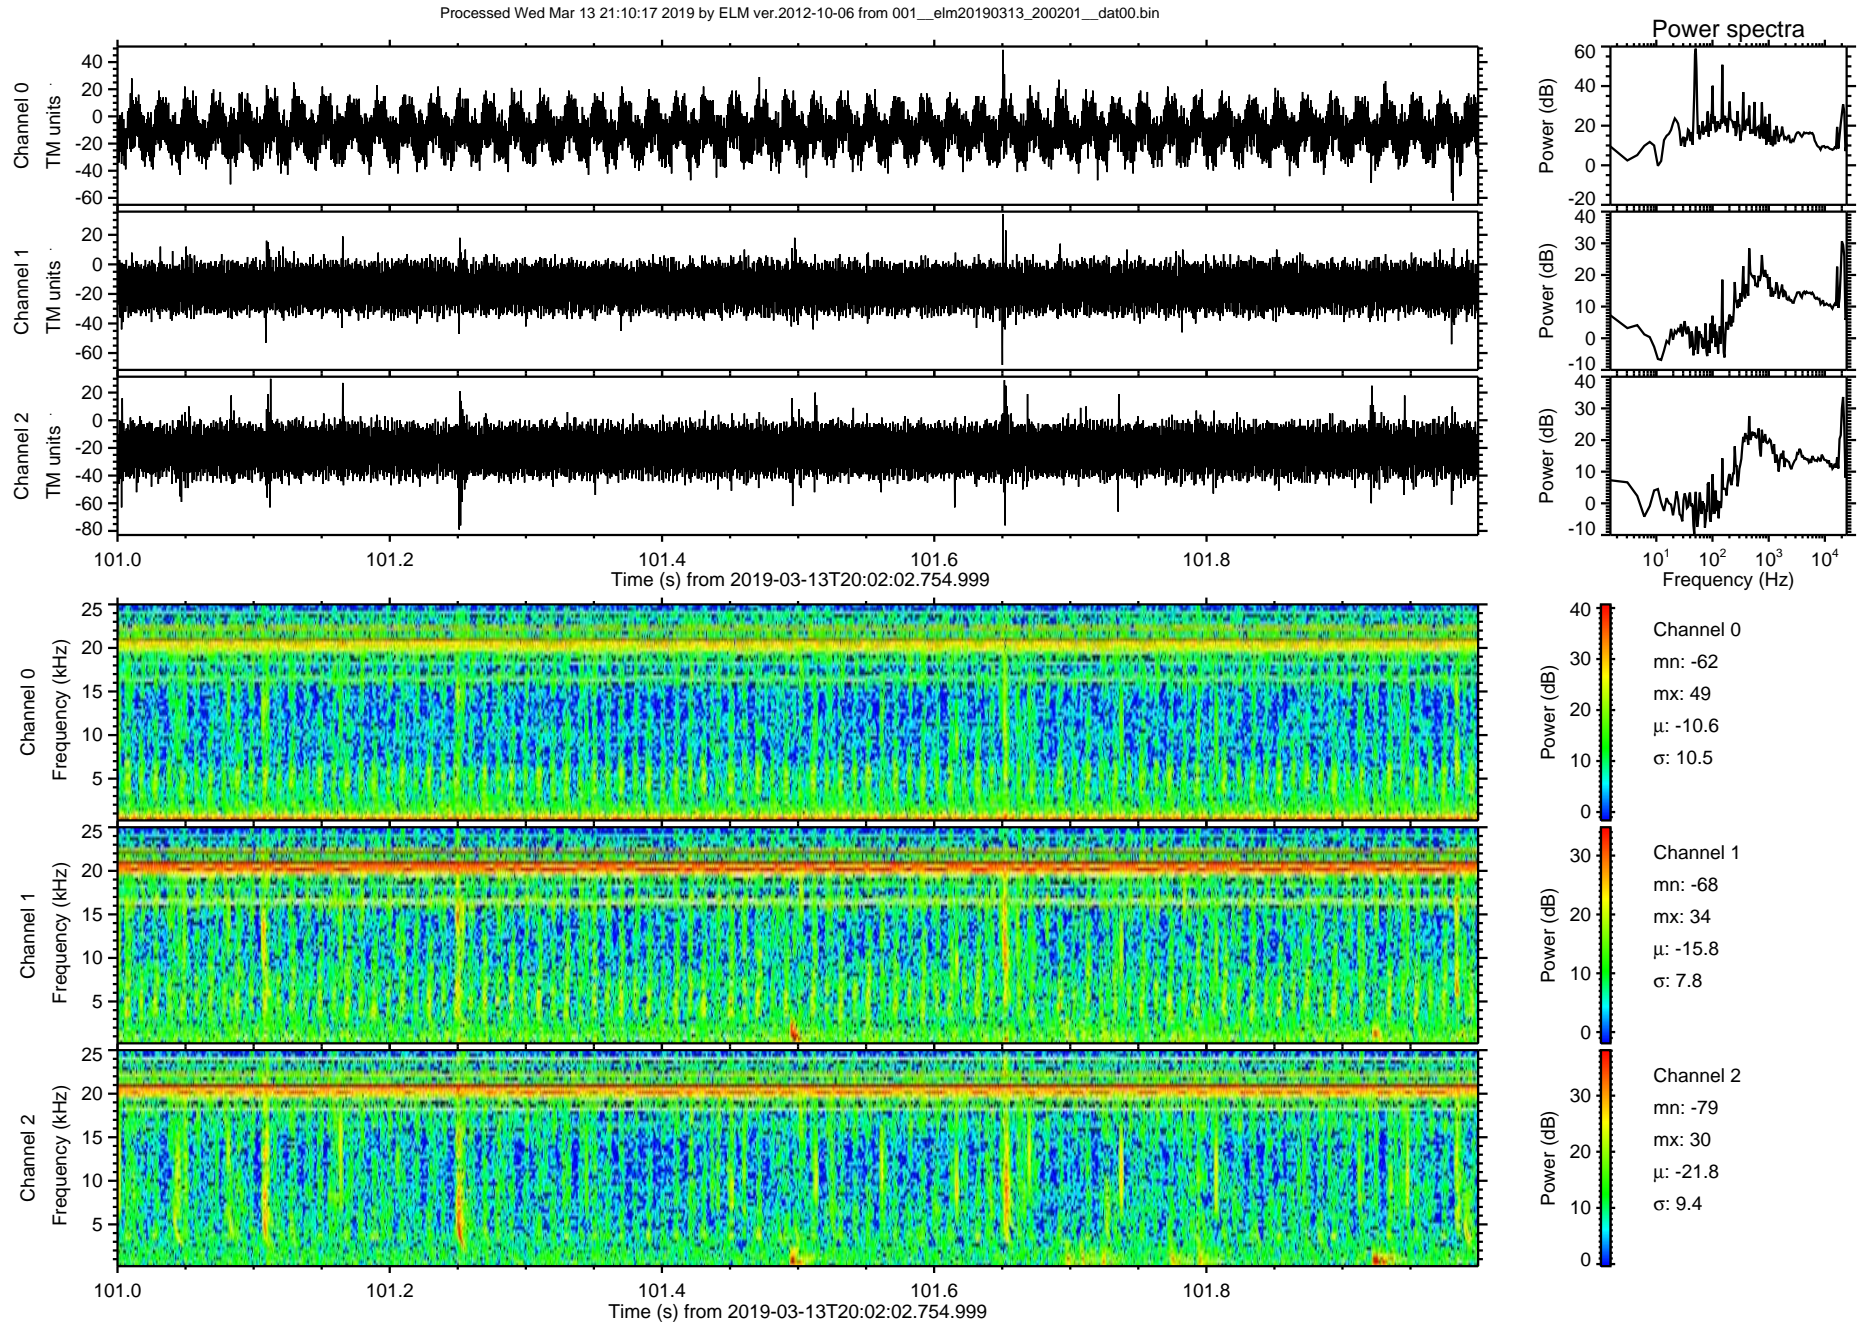 Processed Wed Mar 13 21:10:17 2019 by ELM ver.2012-10-06 from 001__elm20190313_200201__dat00.bin
Power spectra
Channel 0
TM units
40
20
0
-20
-40
-60
Power (dB)
60
40
20
0
-20
Channel 1
TM units
20
0
-20
-40
-60
Power (dB)
40
30
20
10
0
-10
Channel 2
TM units
20
0
-20
-40
-60
-80
Power (dB)
40
30
20
10
0
-10
101.0 101.2 101.4 101.6 101.8
Time (s) from 2019-03-13T20:02:02.754.999
10^1 10^2 10^3 10^4
Frequency (Hz)
Channel 0
Frequency (kHz)
25
20
15
10
5
Power (dB)
40
30
20
10
0
Channel 0
mn: -62
mx: 49
μ: -10.6
σ: 10.5
Channel 1
Frequency (kHz)
25
20
15
10
5
Power (dB)
30
20
10
0
Channel 1
mn: -68
mx: 34
μ: -15.8
σ: 7.8
Channel 2
Frequency (kHz)
25
20
15
10
5
Power (dB)
30
20
10
0
Channel 2
mn: -79
mx: 30
μ: -21.8
σ: 9.4
101.0 101.2 101.4 101.6 101.8
Time (s) from 2019-03-13T20:02:02.754.999